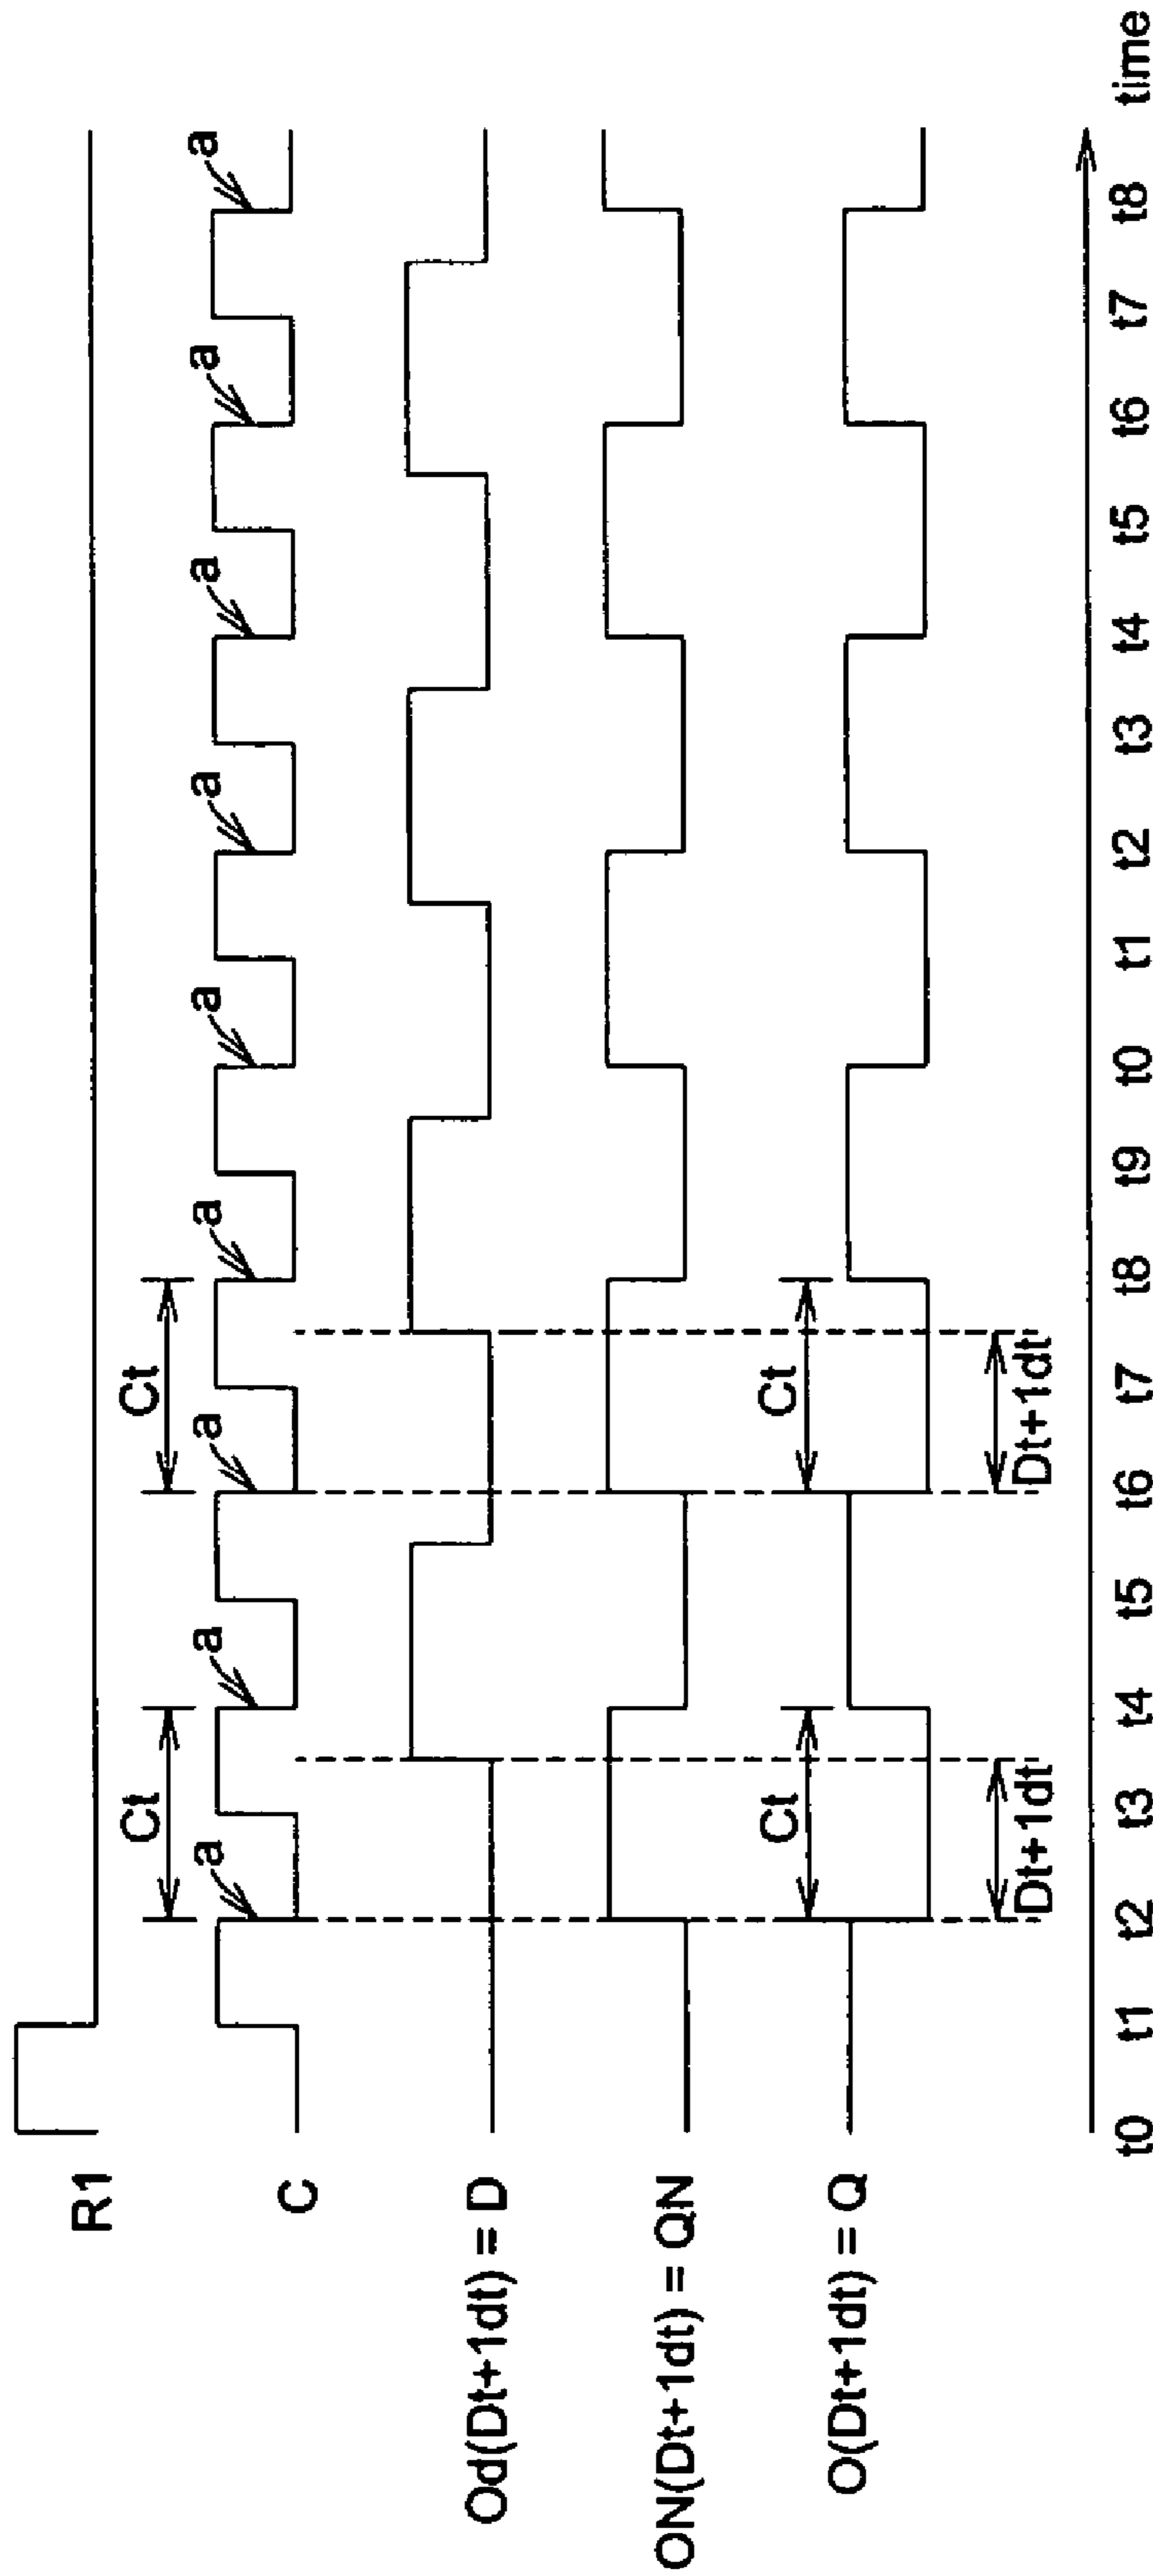 R1
C
Ct
Ct
a
a
a
a
a
a
a
a
a
Od(Dt+1dt) = D
ON(Dt+1dt) = QN
O(Dt+1dt) = Q
Ct
Ct
Dt+1dt
Dt+1dt
t0 t1 t2 t3 t4 t5 t6 t7 t8 t9 t0 t1 t2 t3 t4 t5 t6 t7 t8 time